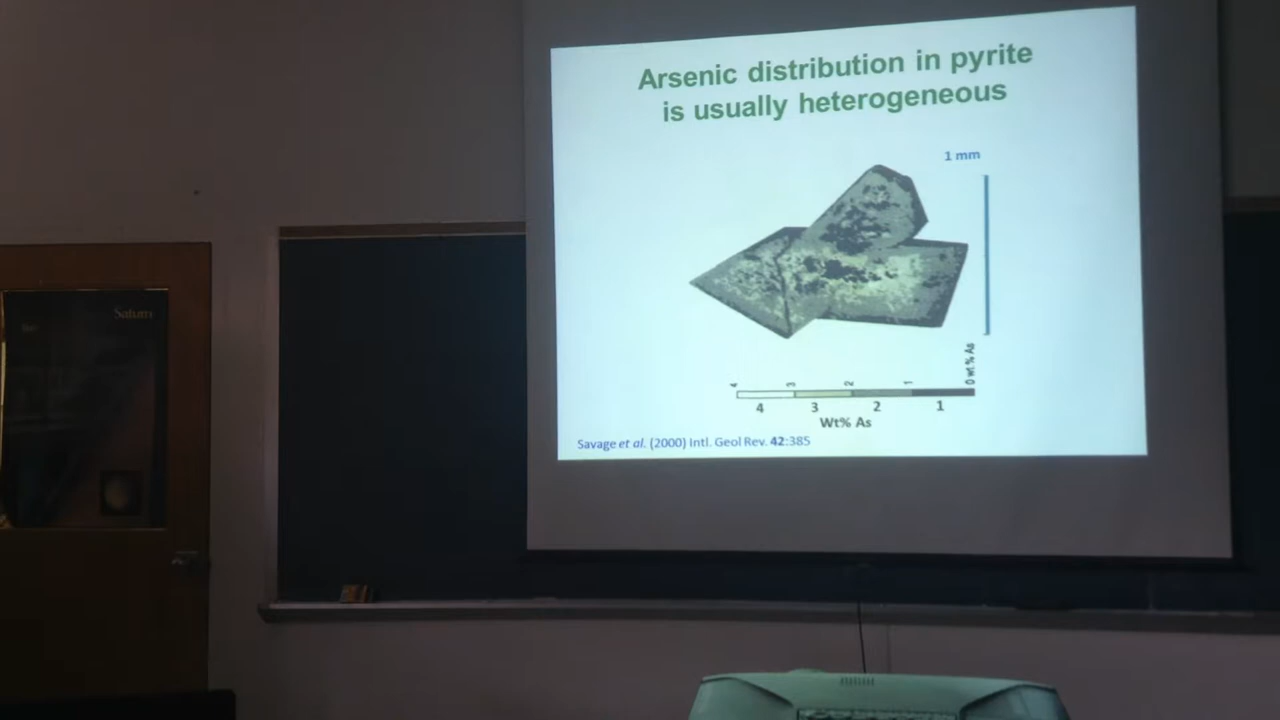 Arsenic distribution in pyrite
is usually heterogeneous
1 mm
4 3 2 1 0 wt.% As
4 3 2 1
Wt% As
Savage et al. (2000) Intl. Geol Rev. 42:385
Saturn